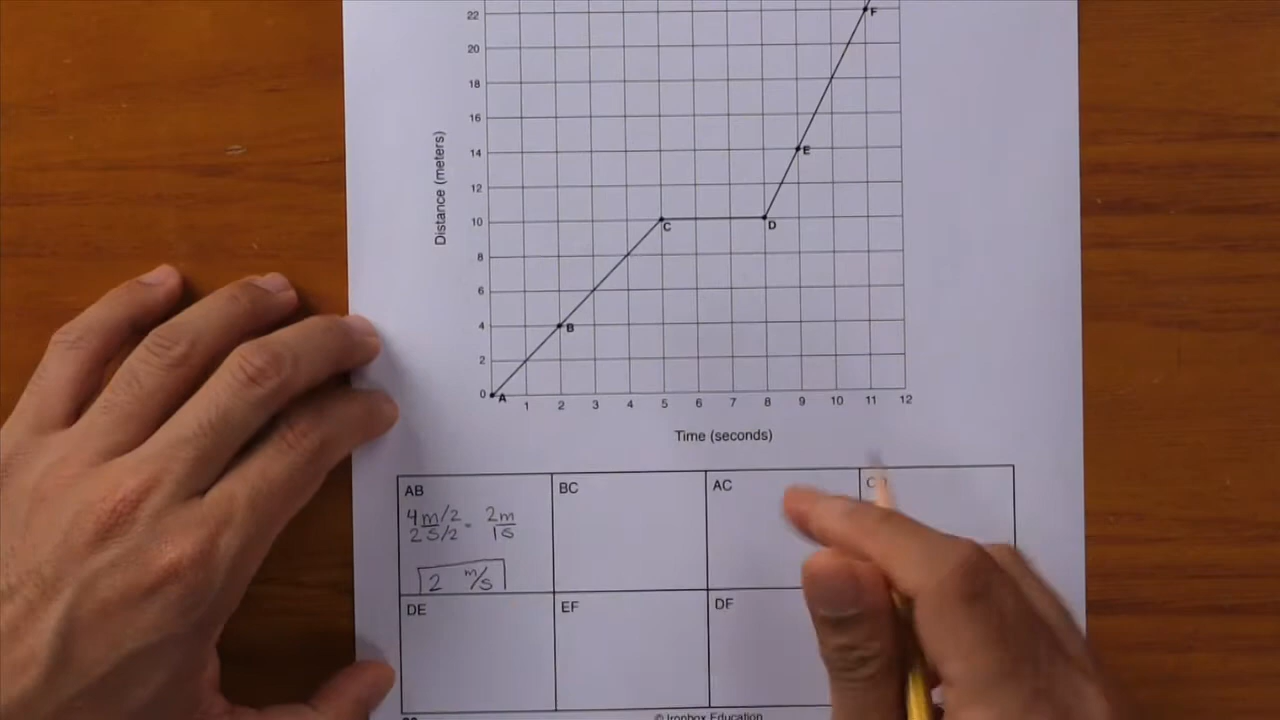 22
F
20
18
16
14
E
12
10
C
D
8
6
4
B
2
0
A
1 2 3 4 5 6 7 8 9 10 11 12
Distance (meters)
Time (seconds)
AB
4m/2 = 2m
2S/2 1S
2 m/s
BC
AC
DE
EF
DF
© Ironbox Education